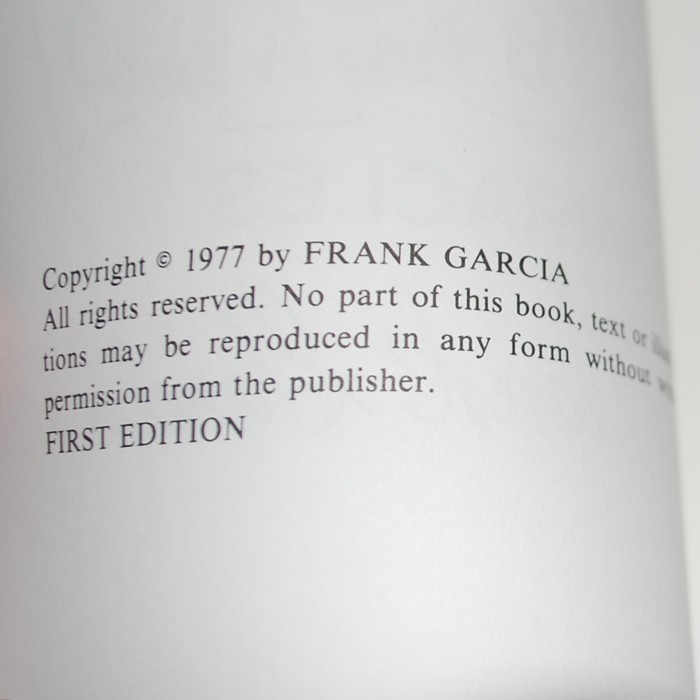 Copyright © 1977 by FRANK GARCIA
All rights reserved. No part of this book, text or
tions may be reproduced in any form without
permission from the publisher.
FIRST EDITION